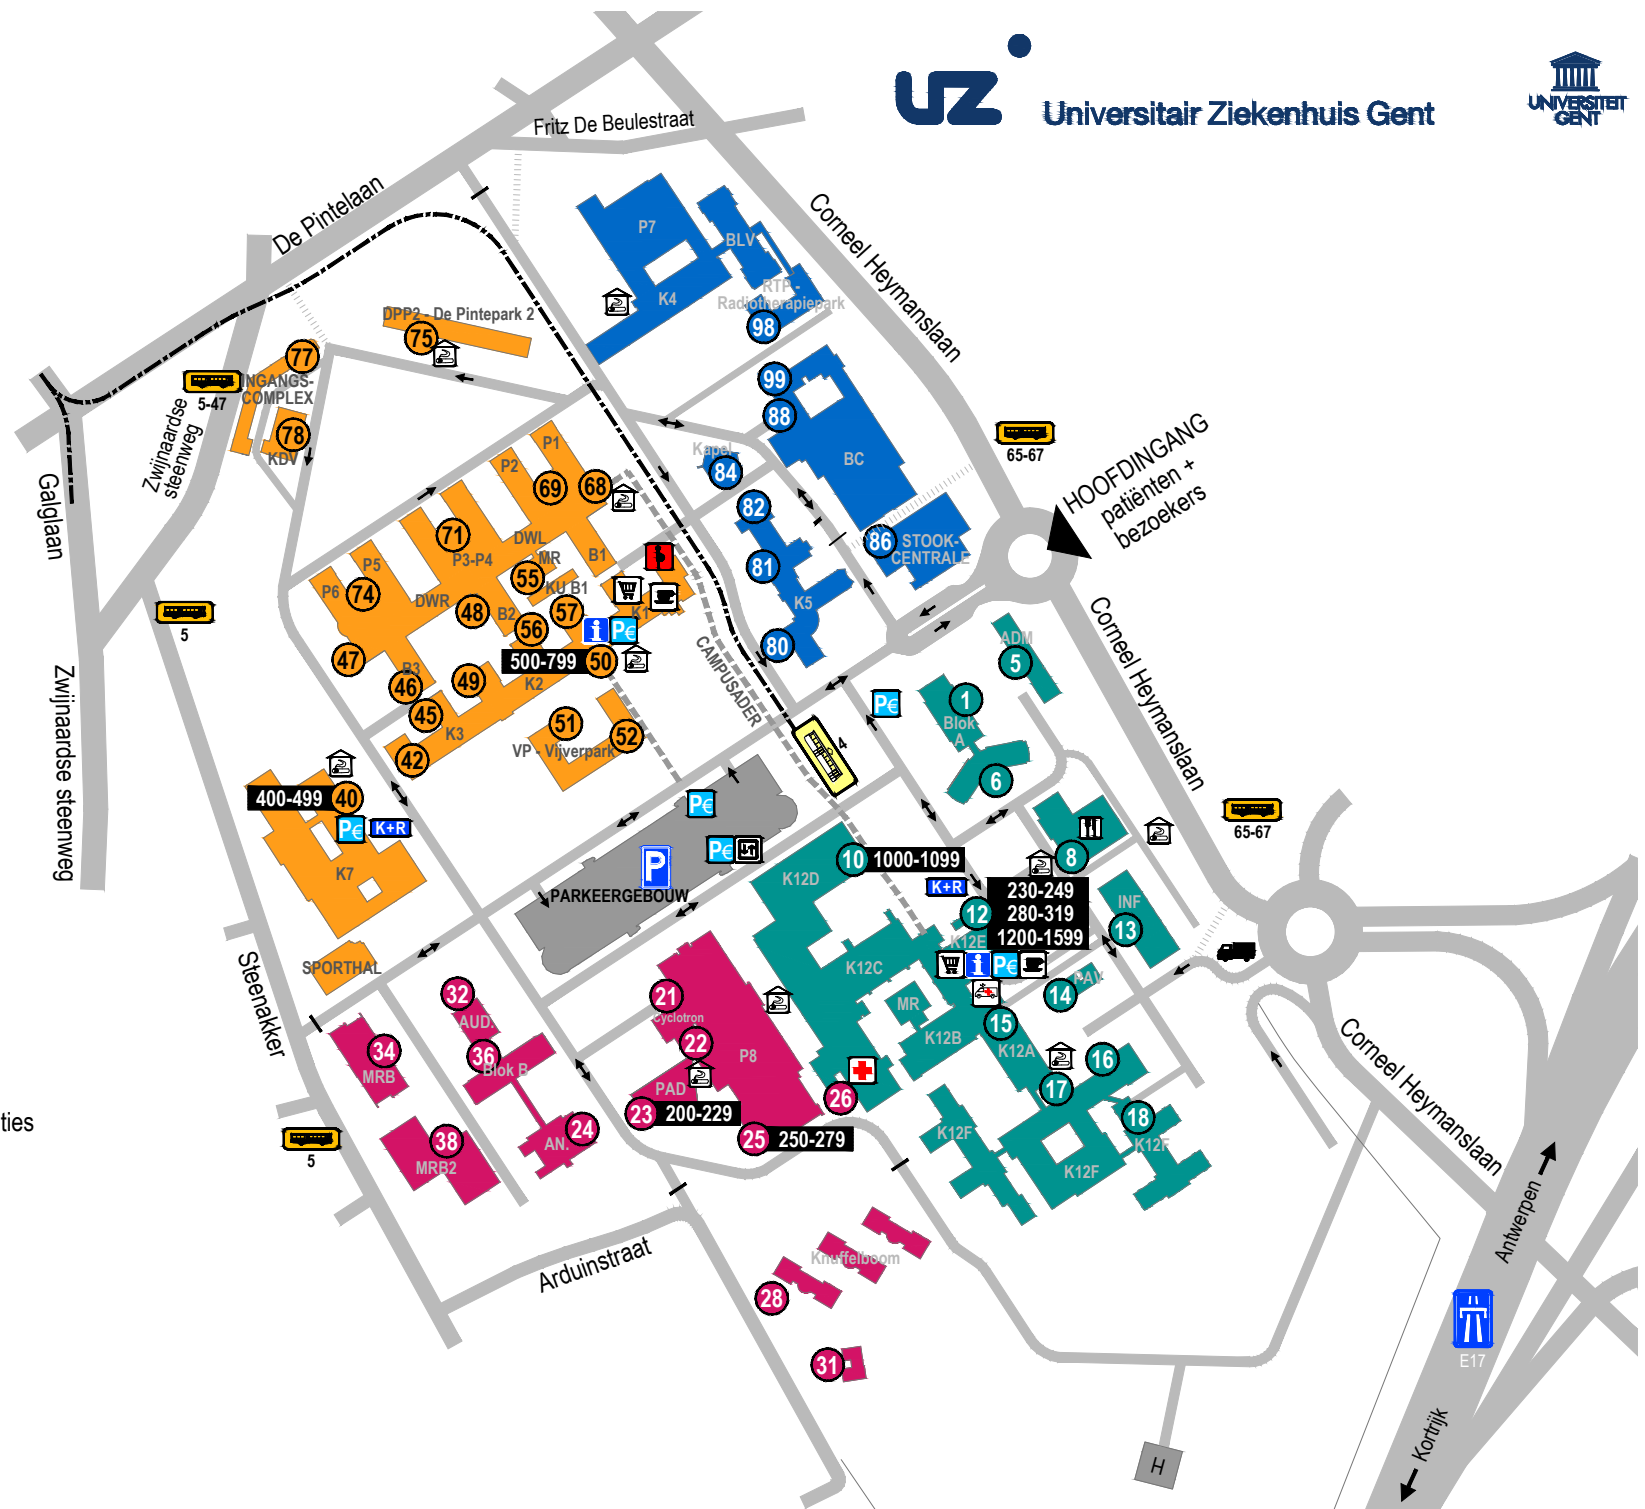 UZ
Universitair Ziekenhuis Gent
UNIVERSITEIT
GENT
Fritz De Beulestraat
De Pintelaan
Corneel Heymanslaan
P7
BLV
K4
RTP -
Radiotherapiepark
98
DPP2 - De Pintepark 2
75
77
INGANGS-
COMPLEX
78
KDV
5-47
Zwijnaardse
steenweg
Galglaan
99
88
BC
Kapel
84
82
86
STOOK-
CENTRALE
81
K5
80
65-67
HOOFDINGANG
patiënten +
bezoekers
P1
P2
69
68
71
DWL
P3-P4
MR
B1
P5
P6
74
DWR
55
KU B1
48
B2
57
56
K1
i
P€
47
B3
46
49
500-799
50
K2
45
K3
42
51
52
VP - Vijverpark
CAMPUSADER
5
Zwijnaardse steenweg
ADM
5
1
Blok
A
6
P€
4
Corneel Heymanslaan
65-67
400-499
40
P€
K+R
K7
P€
P€
P
PARKEERGEBOUW
SPORTHAL
Steenakker
K12D
10
1000-1099
K+R
8
230-249
280-319
1200-1599
12
K12E
INF
13
i
P€
K12C
MR
K12B
PAV
14
15
K12A
16
17
18
K12F
K12F
K12F
32
AUD.
36
Blok B
34
MRB
38
MRB2
AN.
24
21
Cyclotron
22
P8
PAD
23
200-229
25
250-279
26
5
ties
Arduinstraat
Knuffelboom
28
31
Corneel Heymanslaan
Antwerpen
E17
Kortrijk
H